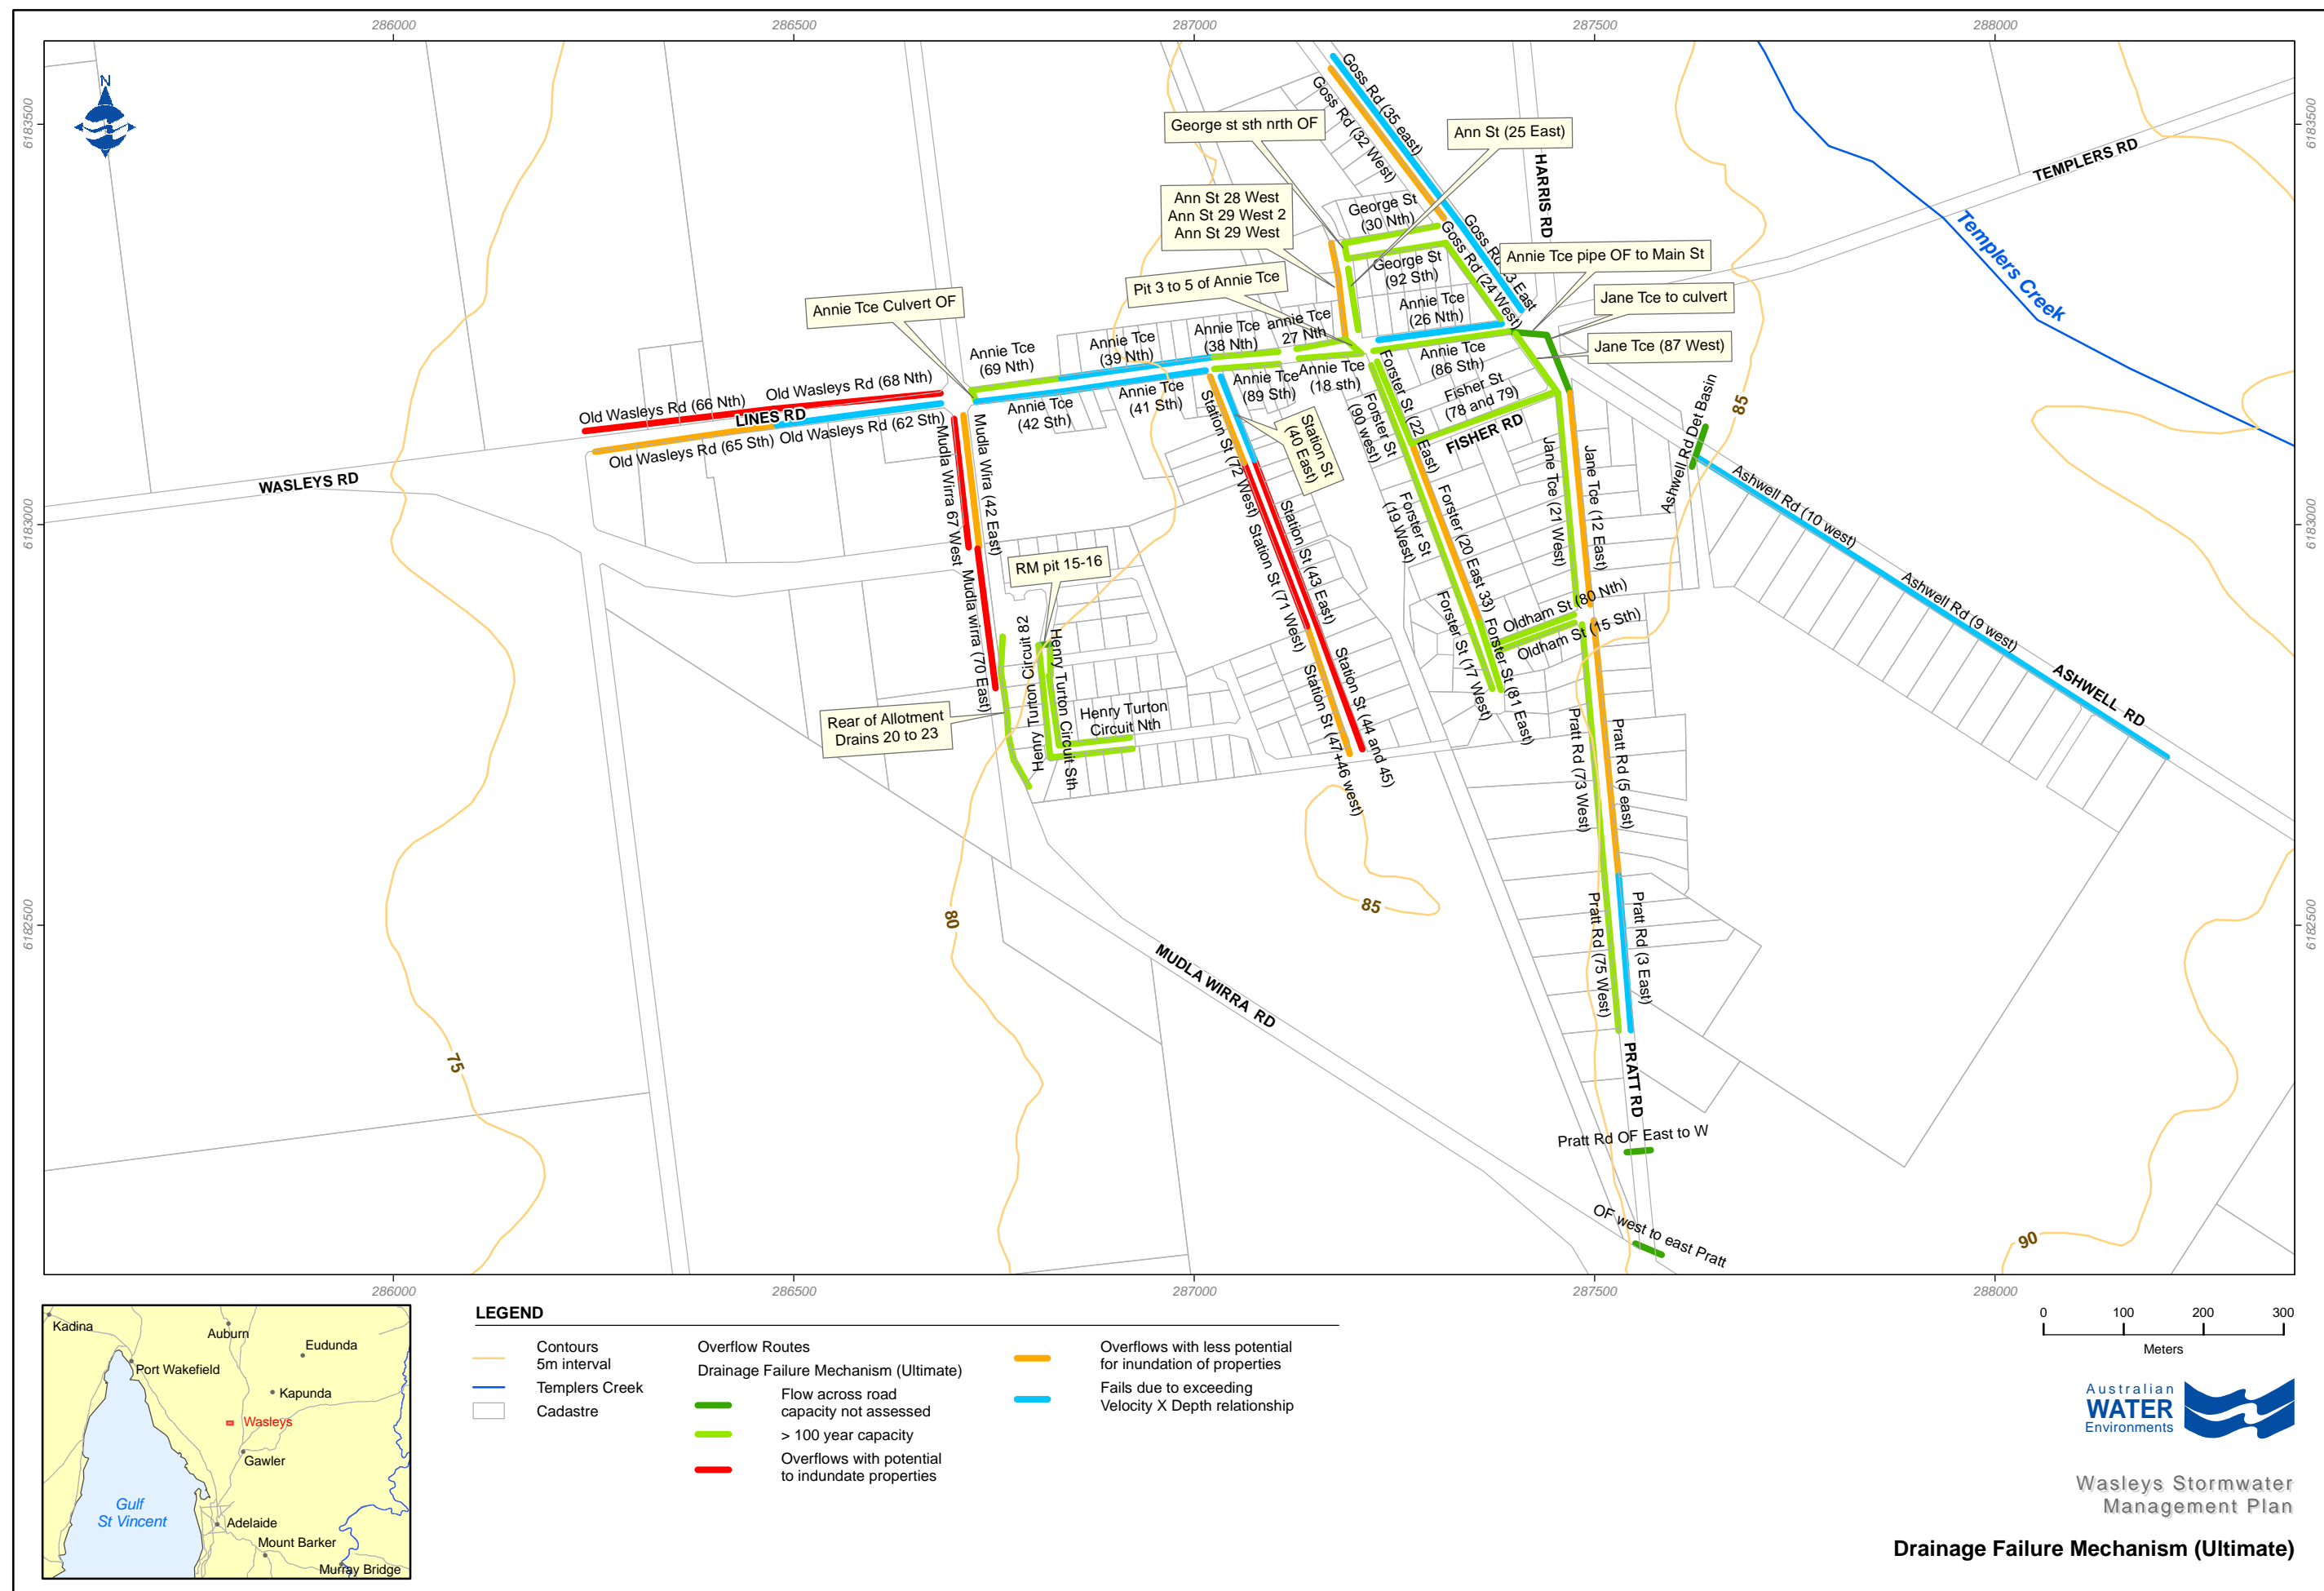 286000
286500
287000
287500
288000
6183500
6183000
6182500
6183500
6183000
6182500
N
Goss Rd (35 east)
Goss Rd (32 West)
George st sth nrth OF
Ann St (25 East)
HARRIS RD
TEMPLERS RD
Templers Creek
Ann St 28 West
Ann St 29 West 2
Ann St 29 West
George St
(30 Nth)
George St
(92 Sth)
Goss Rd (24 West)
Annie Tce pipe OF to Main St
Pit 3 to 5 of Annie Tce
Jane Tce to culvert
Annie Tce Culvert OF
Annie Tce
(26 Nth)
Jane Tce (87 West)
Annie Tce
(69 Nth)
Annie Tce
(39 Nth)
Annie Tce
(38 Nth)
annie Tce
27 Nth
Annie Tce
(86 Sth)
Annie Tce
(18 sth)
Annie Tce
(89 Sth)
Annie Tce
(41 Sth)
Annie Tce
(42 Sth)
Fisher St
(78 and 79)
FISHER RD
Old Wasleys Rd (66 Nth)
Old Wasleys Rd (68 Nth)
LINES RD
Old Wasleys Rd (65 Sth)
Old Wasleys Rd (62 Sth)
WASLEYS RD
Mudla Wirra 67 West
Mudla Wira (42 East)
Mudla wirra (70 East)
Station St (72 West)
Station St
(40 East)
Station St (43 East)
Station St (71 West)
Station St (44 and 45)
Station St (47+46 west)
Forster St
(90 west)
Forster St (22 East)
Forster St
(19 West)
Forster (20 East 33)
Forster St (17 West)
Forster St (81 East)
Jane Tce (21 West)
Jane Tce (12 East)
Oldham St (80 Nth)
Oldham St (15 Sth)
Ashwell Rd Det Basin
Ashwell Rd (10 west)
Ashwell Rd (9 west)
ASHWELL RD
RM pit 15-16
Henry Turton Circuit 82
Henry Turton Circuit Sth
Henry Turton
Circuit Nth
Rear of Allotment
Drains 20 to 23
Pratt Rd (73 West)
Pratt Rd (5 east)
Pratt Rd (75 West)
Pratt Rd (3 East)
PRATT RD
Pratt Rd OF East to W
OF west to east Pratt
MUDLA WIRRA RD
75
80
85
85
90
286000
286500
287000
287500
288000
Kadina
Auburn
Eudunda
Port Wakefield
Kapunda
Wasleys
Gawler
Gulf
St Vincent
Adelaide
Mount Barker
Murray Bridge
LEGEND
Contours
5m interval
Templers Creek
Cadastre
Overflow Routes
Drainage Failure Mechanism (Ultimate)
Flow across road
capacity not assessed
> 100 year capacity
Overflows with potential
to indundate properties
Overflows with less potential
for inundation of properties
Fails due to exceeding
Velocity X Depth relationship
0 100 200 300
Meters
Australian
WATER
Environments
Wasleys Stormwater
Management Plan
Drainage Failure Mechanism (Ultimate)